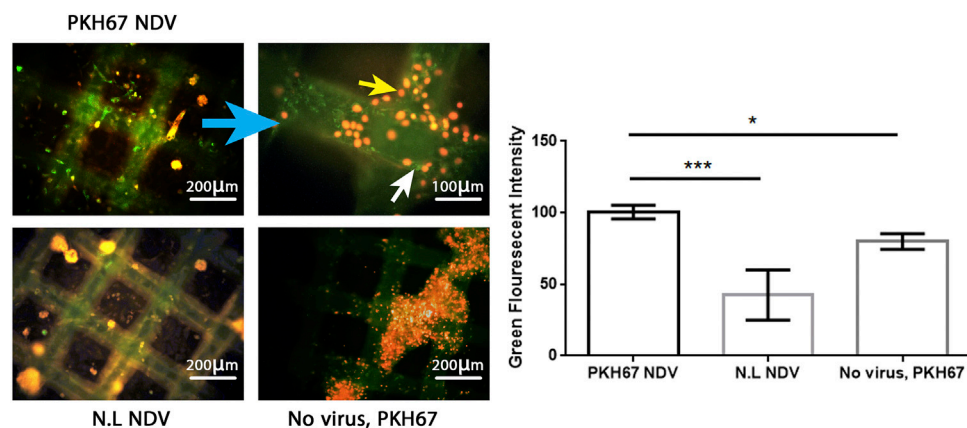 PKH67 NDV
200µm
100µm
200µm
200µm
N.L NDV
No virus, PKH67
Green Flouresecent Intensity
150
100
50
0
*
***
PKH67 NDV
N.L NDV
No virus, PKH67